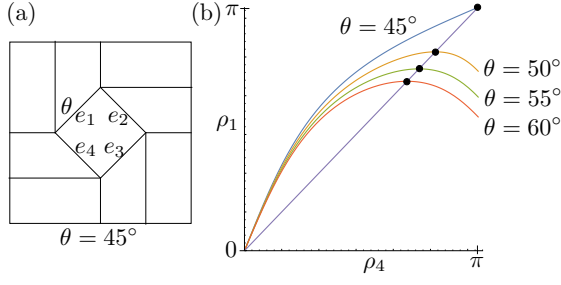 (a)
θ
e₁
e₂
e₄
e₃
θ = 45°
(b)
π
θ = 45°
θ = 50°
θ = 55°
θ = 60°
ρ₁
0
ρ₄
π